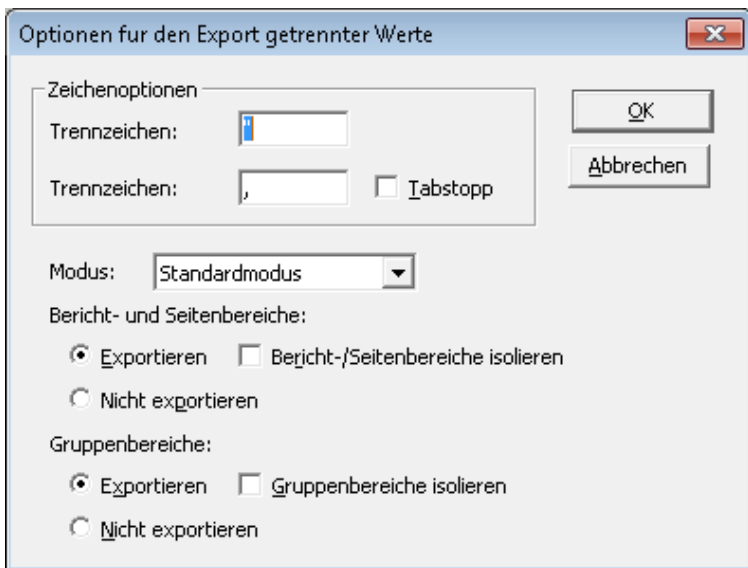 Optionen fur den Export getrennter Werte
Zeichenoptionen
Trennzeichen: "
Trennzeichen: , Tabstopp
OK
Abbrechen
Modus: Standardmodus
Bericht- und Seitenbereiche:
Exportieren Bericht-/Seitenbereiche isolieren
Nicht exportieren
Gruppenbereiche:
Exportieren Gruppenbereiche isolieren
Nicht exportieren